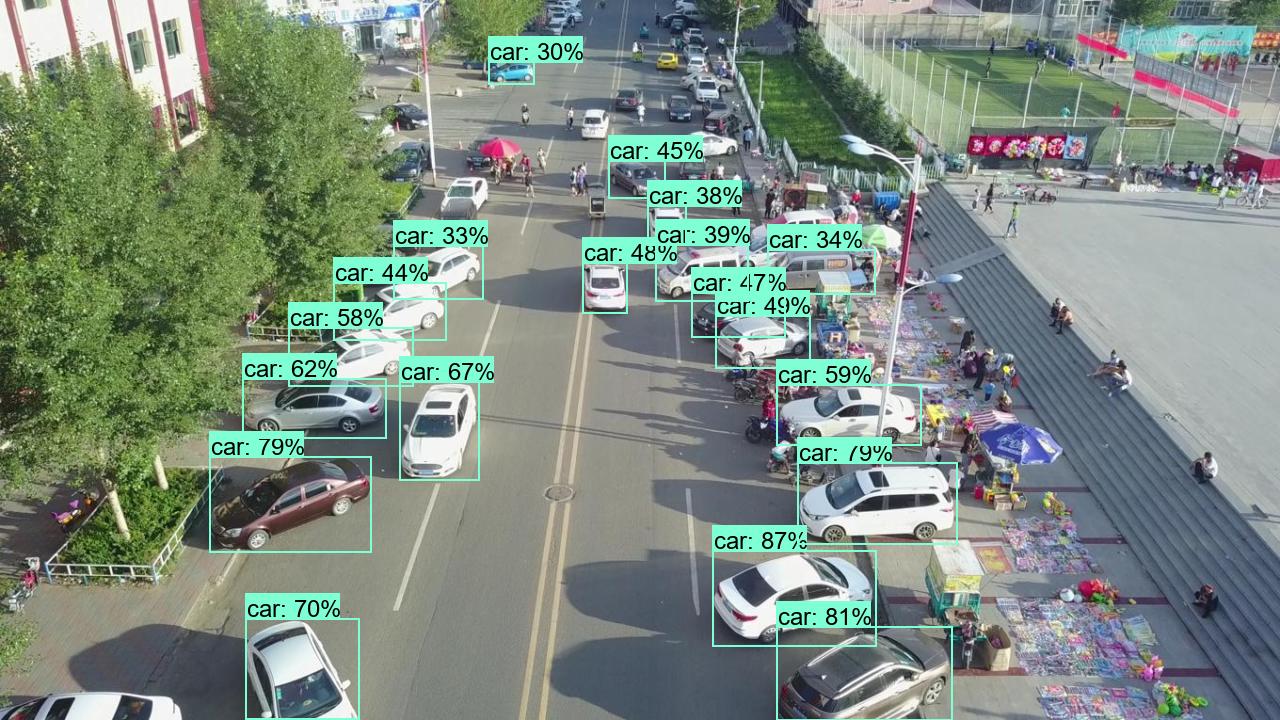 car: 30%
car: 45%
car: 38%
car: 33%
car: 39%
car: 34%
car: 48%
car: 44%
car: 47%
car: 49%
car: 58%
car: 62%
car: 67%
car: 59%
car: 79%
car: 79%
car: 87%
car: 70%
car: 81%